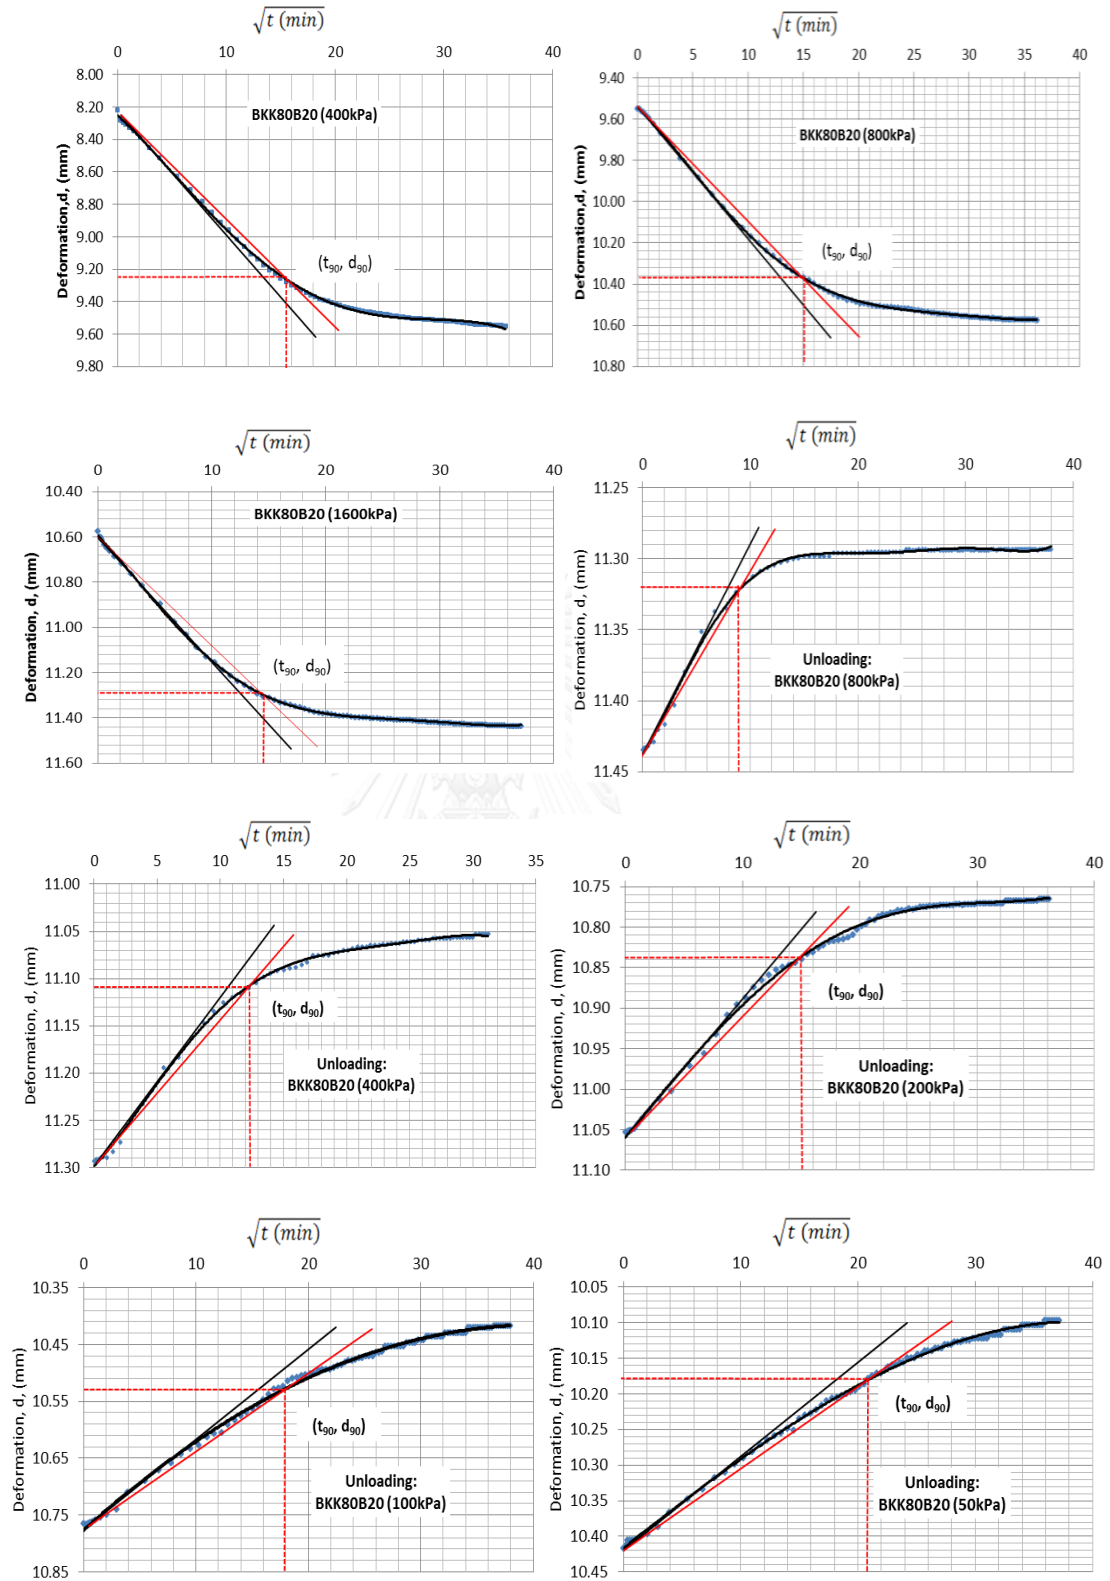 √t (min)
0 10 20 30 40
8.00
8.20
8.40
8.60
8.80
9.00
9.20
9.40
9.60
9.80
Deformation,d, (mm)
BKK80B20 (400kPa)
(t90, d90)
√t (min)
0 5 10 15 20 25 30 35 40
9.40
9.60
9.80
10.00
10.20
10.40
10.60
10.80
Deformation,d, (mm)
BKK80B20 (800kPa)
(t90, d90)
√t (min)
0 10 20 30 40
10.40
10.60
10.80
11.00
11.20
11.40
11.60
Deformation, d, (mm)
BKK80B20 (1600kPa)
(t90, d90)
√t (min)
0 10 20 30 40
11.25
11.30
11.35
11.40
11.45
Deformation, d, (mm)
Unloading:
BKK80B20 (800kPa)
√t (min)
0 5 10 15 20 25 30 35
11.00
11.05
11.10
11.15
11.20
11.25
11.30
Deformation, d, (mm)
(t90, d90)
Unloading:
BKK80B20 (400kPa)
√t (min)
0 10 20 30 40
10.75
10.80
10.85
10.90
10.95
11.00
11.05
11.10
Deformation, d, (mm)
(t90, d90)
Unloading:
BKK80B20 (200kPa)
√t (min)
0 10 20 30 40
10.35
10.45
10.55
10.65
10.75
10.85
Deformation, d, (mm)
(t90, d90)
Unloading:
BKK80B20 (100kPa)
√t (min)
0 10 20 30 40
10.05
10.10
10.15
10.20
10.25
10.30
10.35
10.40
10.45
Deformation, d, (mm)
(t90, d90)
Unloading:
BKK80B20 (50kPa)